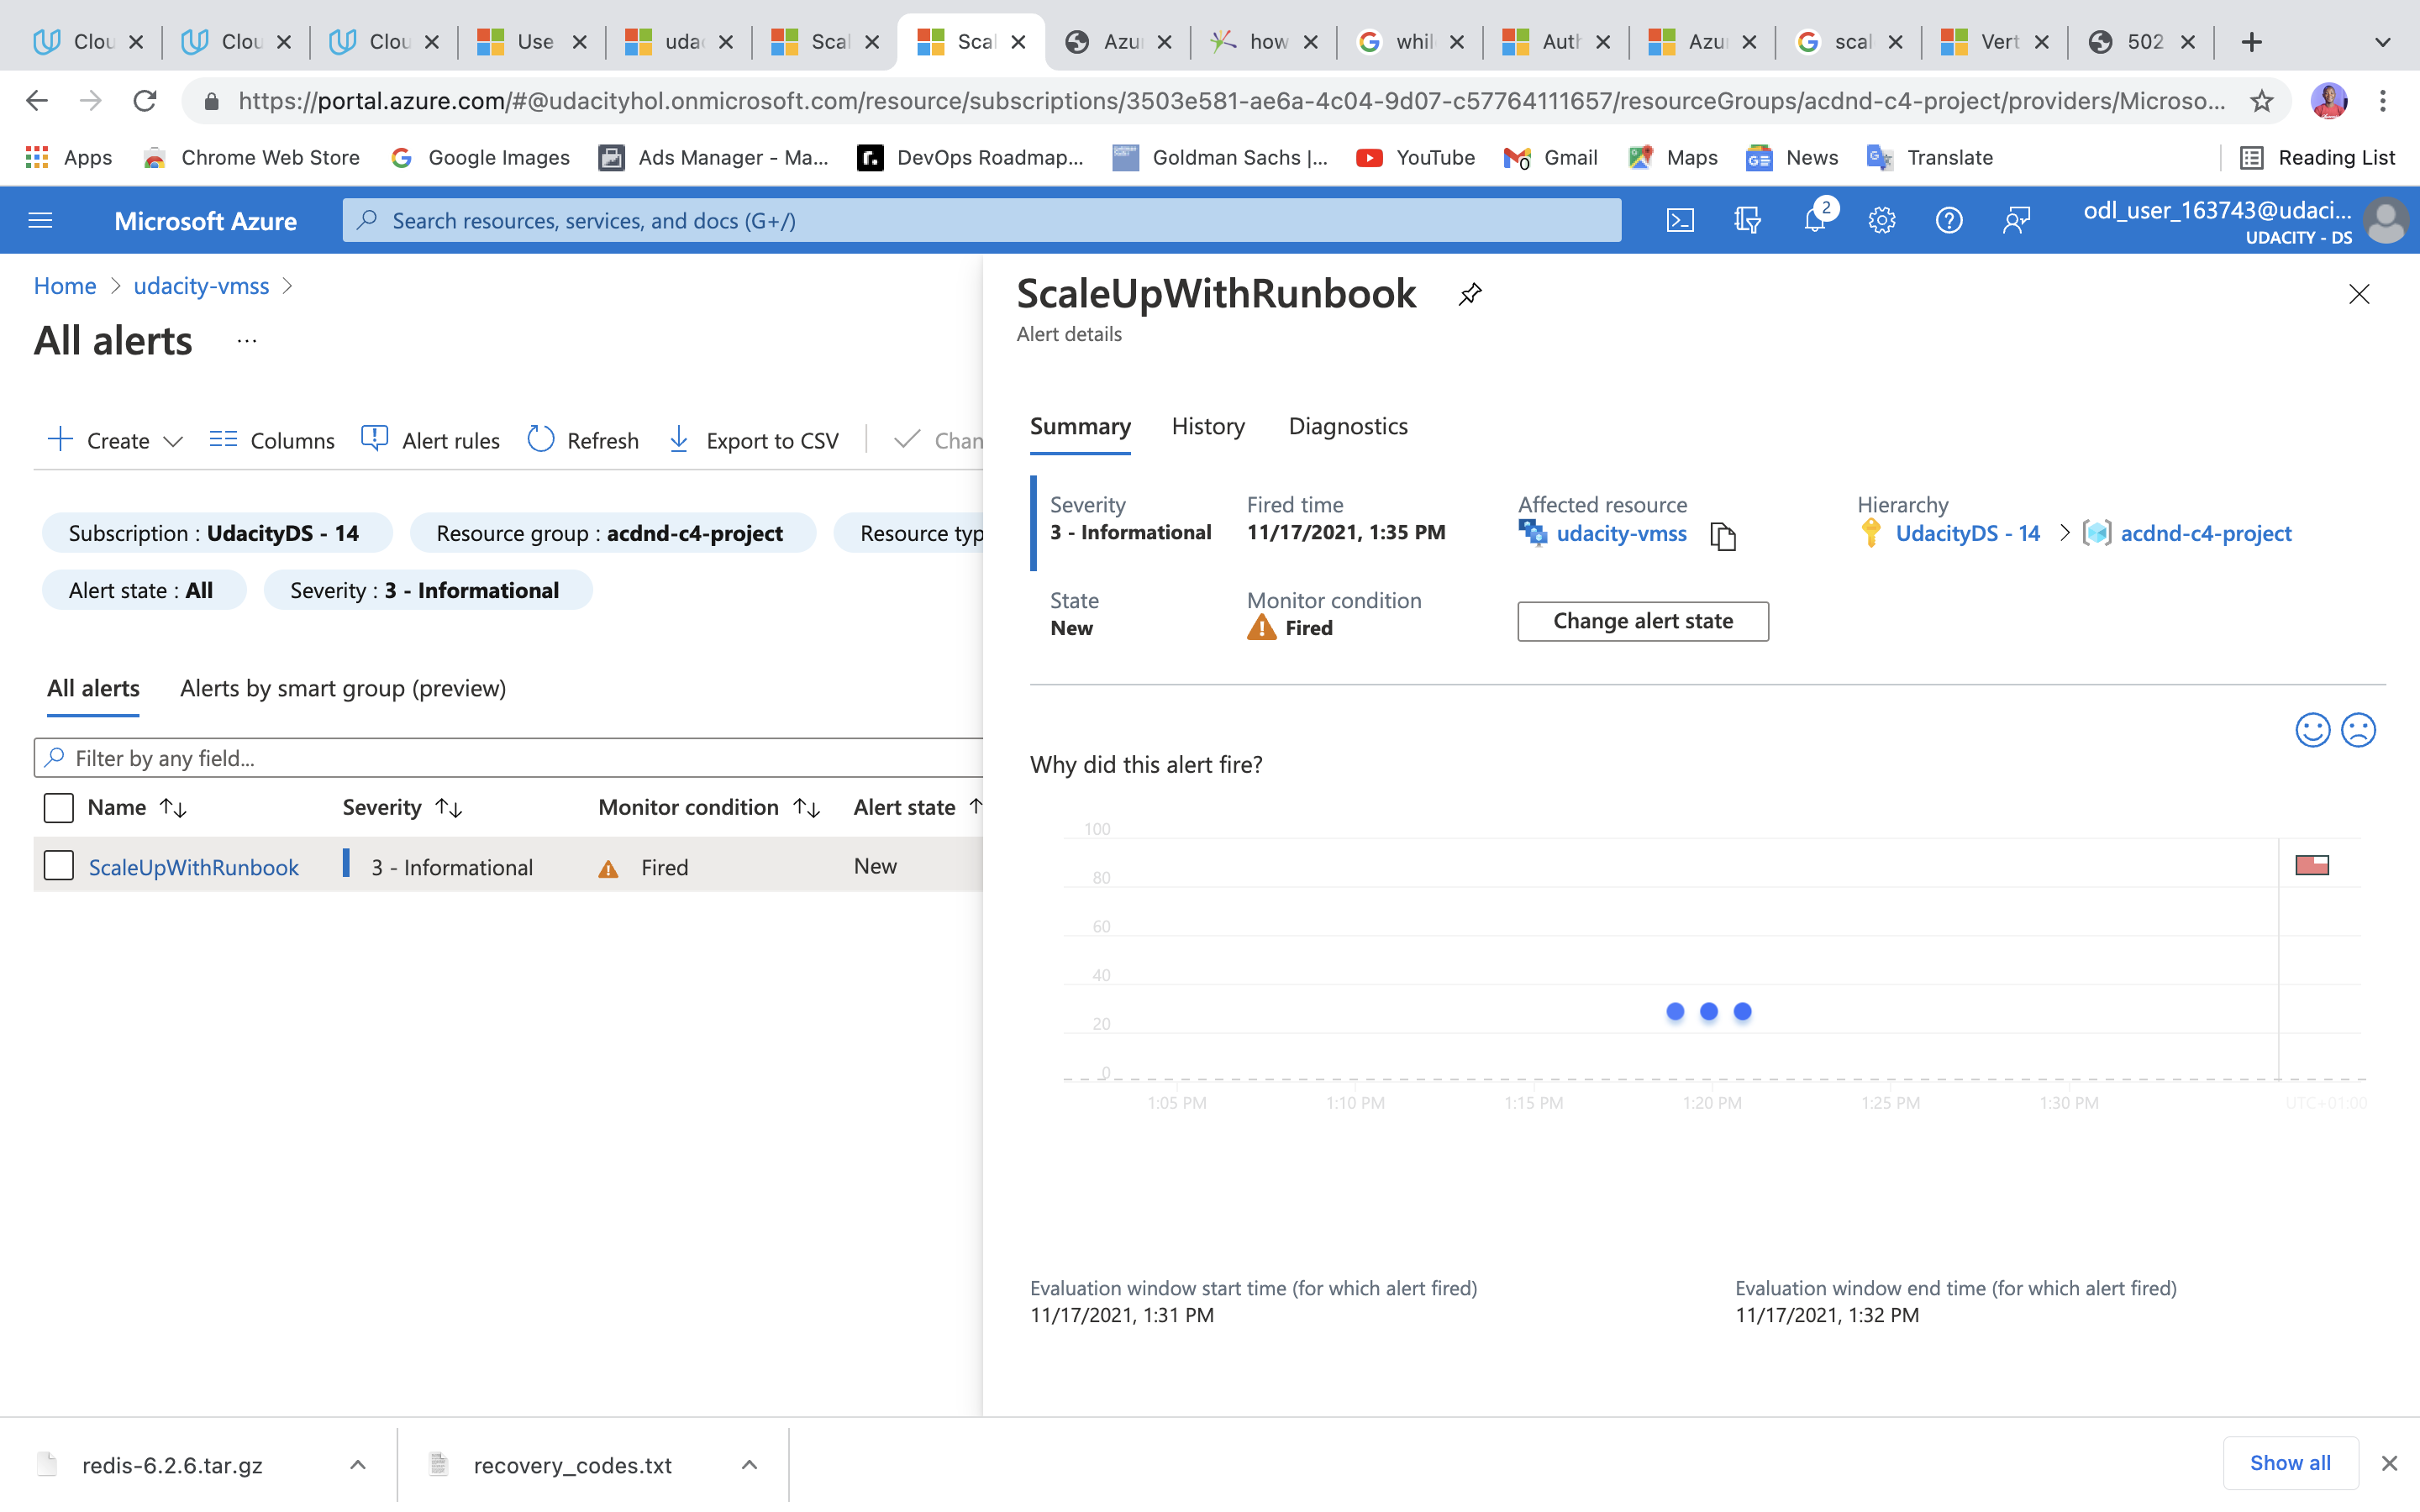 Clou
Clou
Clou
Use
uda
Scal
Scal
Azu
how
whil
Auth
Azu
scal
Vert
502
https://portal.azure.com/#@udacityhol.onmicrosoft.com/resource/subscriptions/3503e581-ae6a-4c04-9d07-c57764111657/resourceGroups/acdnd-c4-project/providers/Microso...
Apps
Chrome Web Store
Google Images
Ads Manager - Ma...
DevOps Roadmap...
Goldman Sachs |...
YouTube
Gmail
Maps
News
Translate
Reading List
Microsoft Azure
Search resources, services, and docs (G+/)
2
odl_user_163743@udaci...
UDACITY - DS
Home > udacity-vmss >
All alerts ...
Create
Columns
Alert rules
Refresh
Export to CSV
Chan
Subscription : UdacityDS - 14
Resource group : acdnd-c4-project
Resource typ
Alert state : All
Severity : 3 - Informational
All alerts
Alerts by smart group (preview)
Filter by any field...
Name
Severity
Monitor condition
Alert state
ScaleUpWithRunbook
3 - Informational
Fired
New
ScaleUpWithRunbook
Alert details
Summary
History
Diagnostics
Severity
3 - Informational
Fired time
11/17/2021, 1:35 PM
Affected resource
udacity-vmss
Hierarchy
UdacityDS - 14 > acdnd-c4-project
State
New
Monitor condition
Fired
Change alert state
Why did this alert fire?
100
80
60
40
20
0
1:05 PM
1:10 PM
1:15 PM
1:20 PM
1:25 PM
1:30 PM
UTC+01:00
Evaluation window start time (for which alert fired)
11/17/2021, 1:31 PM
Evaluation window end time (for which alert fired)
11/17/2021, 1:32 PM
redis-6.2.6.tar.gz
recovery_codes.txt
Show all